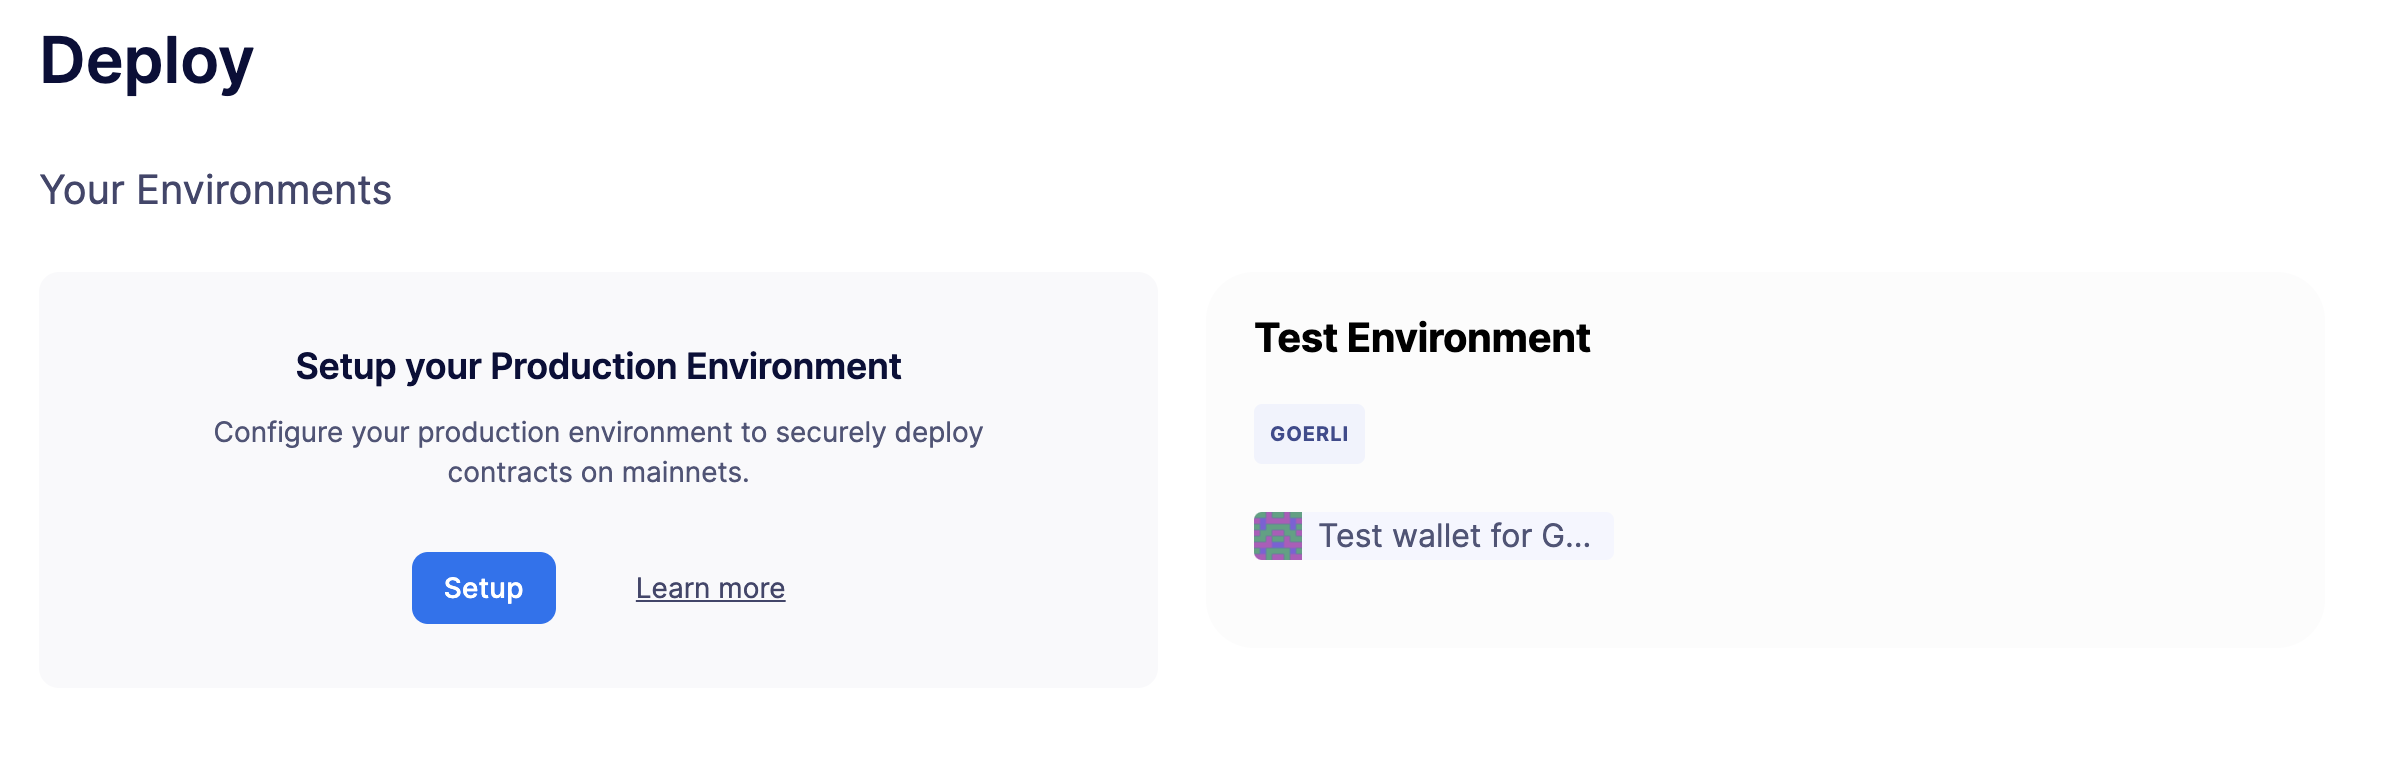 Deploy
Your Environments
Setup your Production Environment
Configure your production environment to securely deploy
contracts on mainnets.
Setup
Learn more
Test Environment
GOERLI
Test wallet for G...